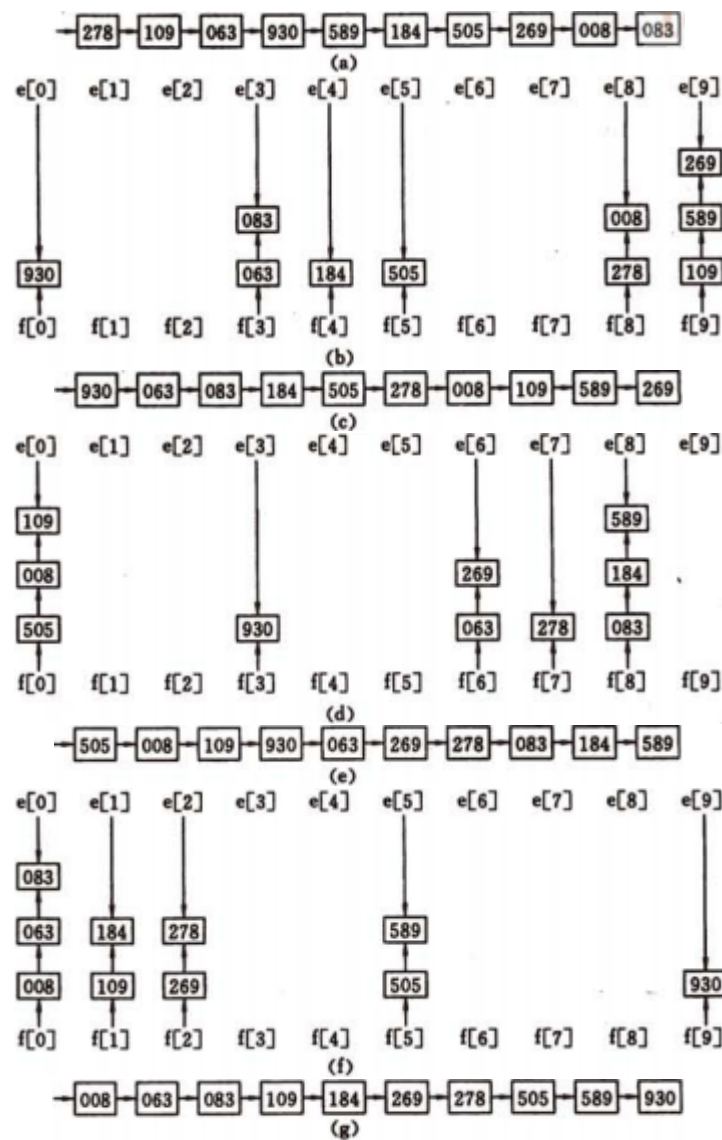 278 109 063 930 589 184 505 269 008 083
(a)
e[0] e[1] e[2] e[3] e[4] e[5] e[6] e[7] e[8] e[9]
269
083 008 589
930 063 184 505 278 109
f[0] f[1] f[2] f[3] f[4] f[5] f[6] f[7] f[8] f[9]
(b)
930 063 083 184 505 278 008 109 589 269
(c)
e[0] e[1] e[2] e[3] e[4] e[5] e[6] e[7] e[8] e[9]
109 589
008 269 184
505 930 063 278 083
f[0] f[1] f[2] f[3] f[4] f[5] f[6] f[7] f[8] f[9]
(d)
505 008 109 930 063 269 278 083 184 589
(e)
e[0] e[1] e[2] e[3] e[4] e[5] e[6] e[7] e[8] e[9]
083
063 184 278 589
008 109 269 505 930
f[0] f[1] f[2] f[3] f[4] f[5] f[6] f[7] f[8] f[9]
(f)
008 063 083 109 184 269 278 505 589 930
(g)